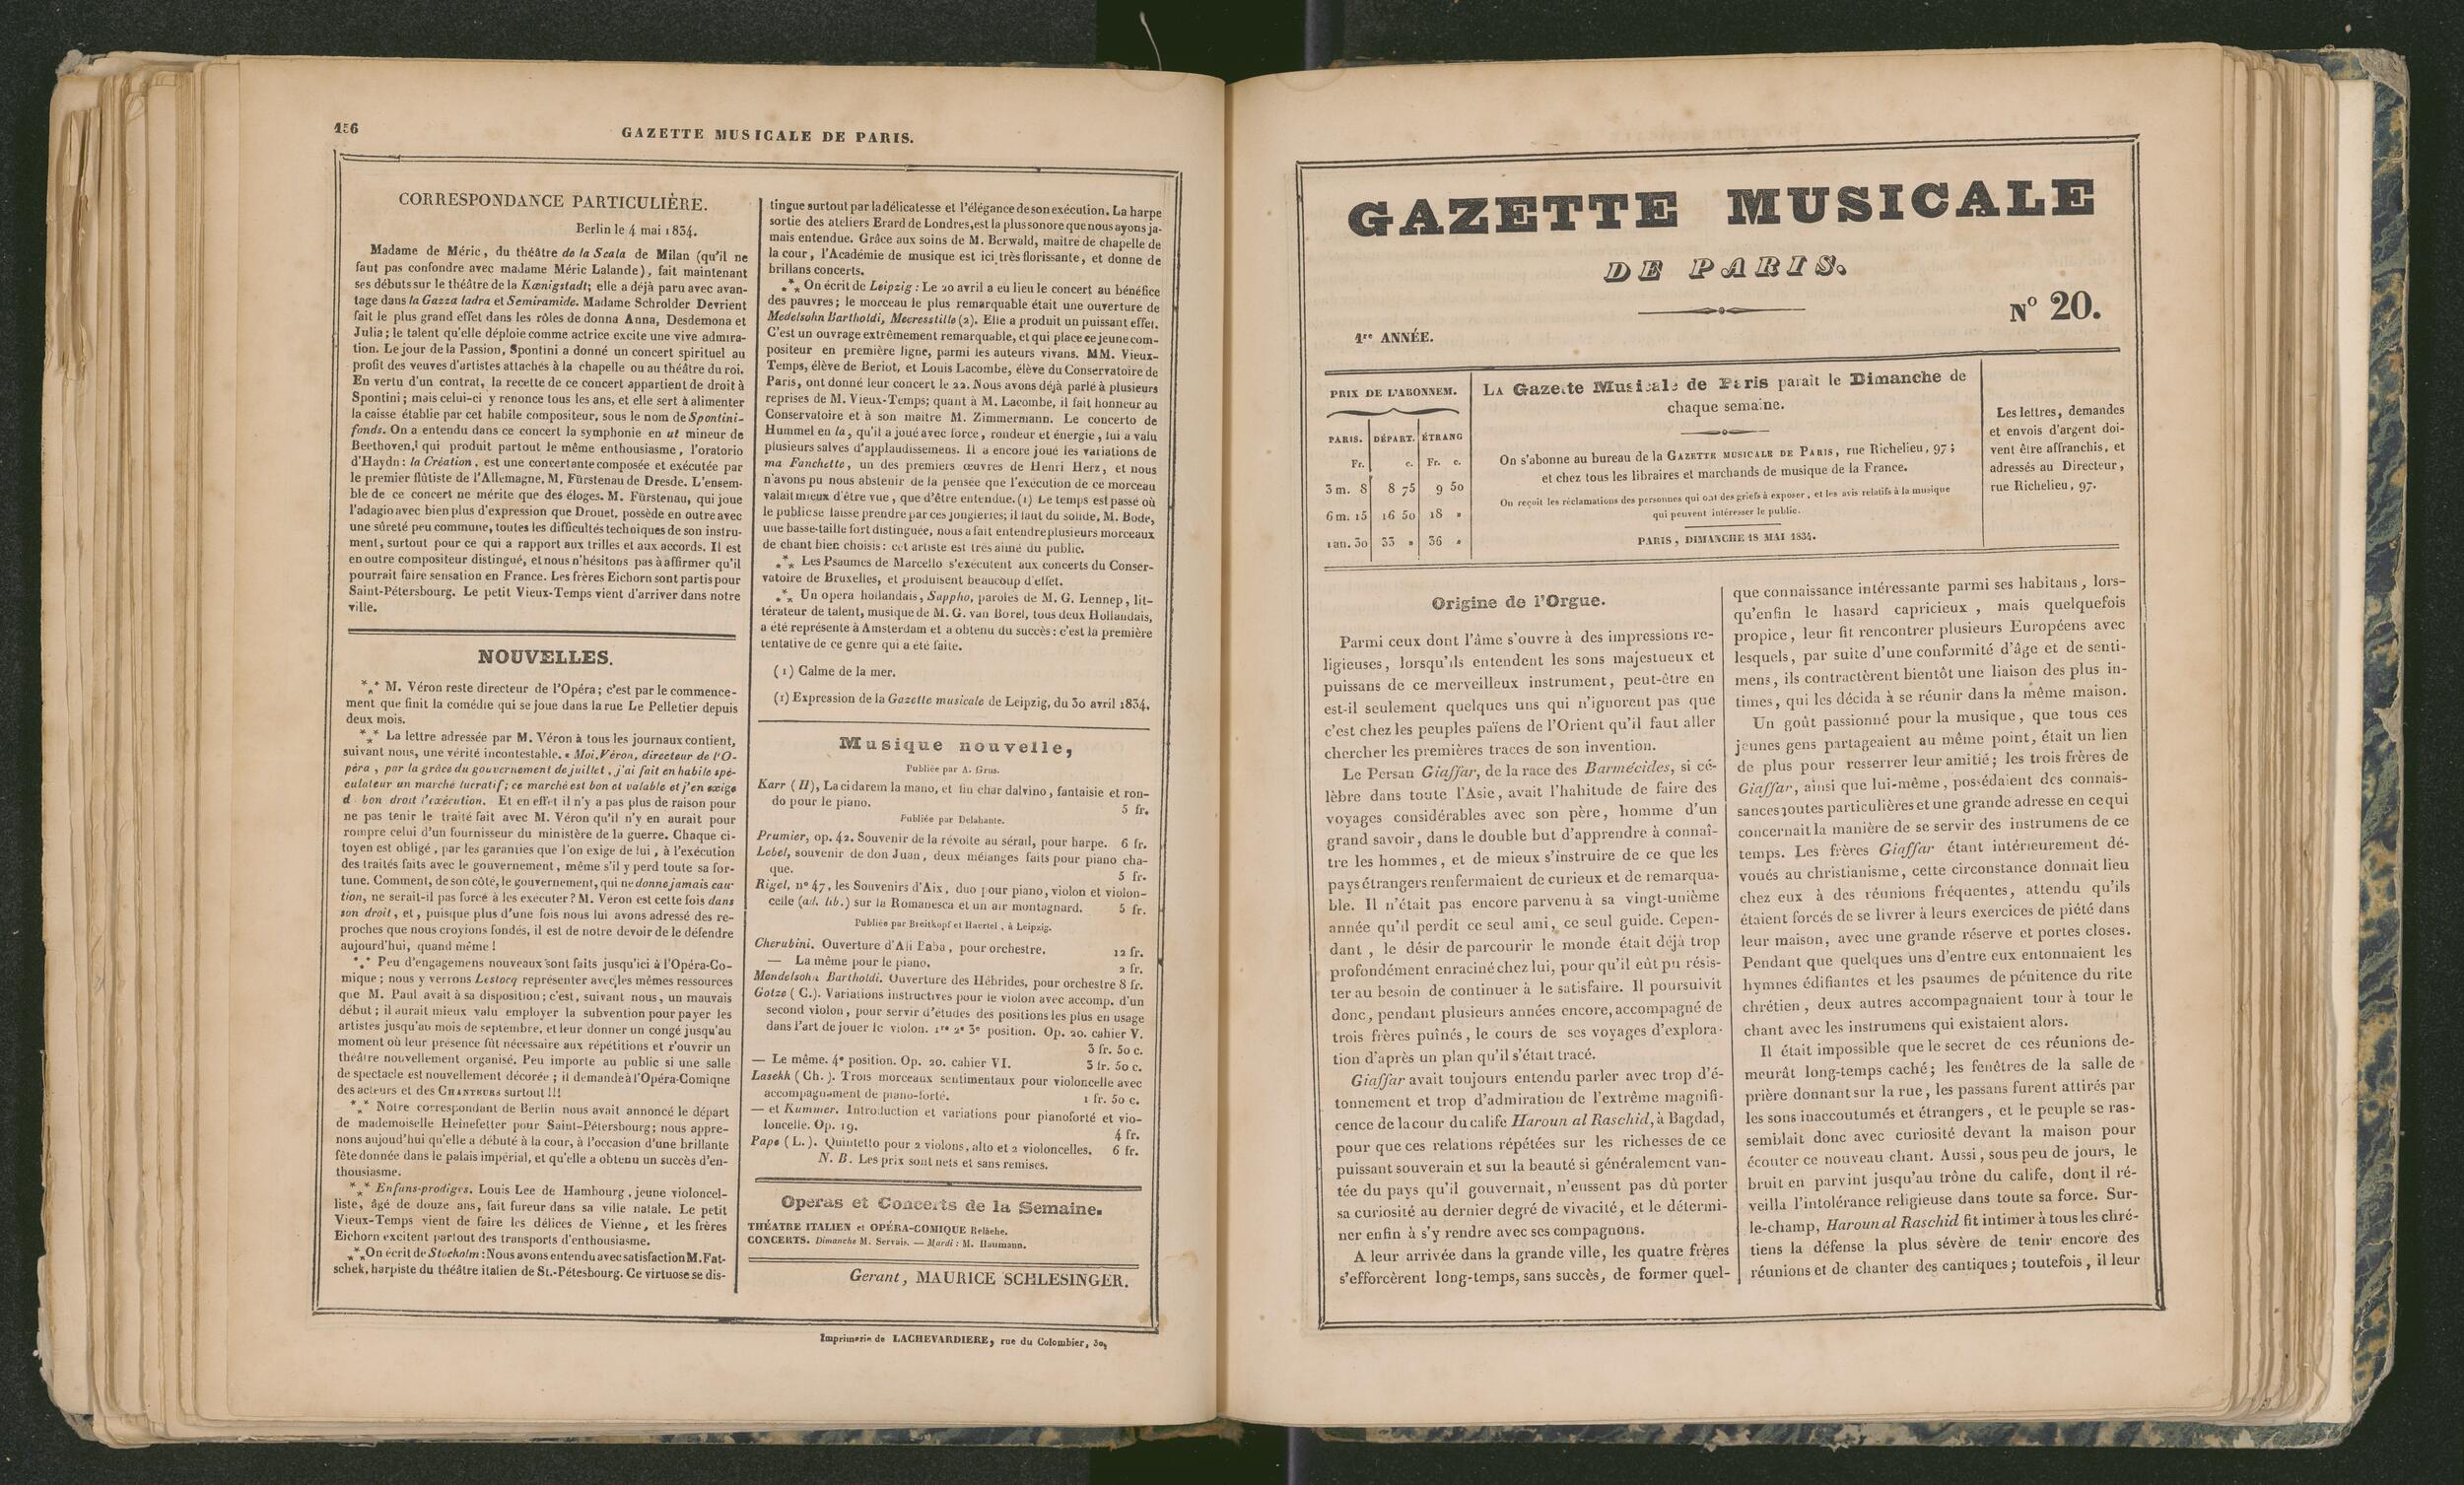 156
GAZETTE MUSICALE DE PARIS.
CORRESPONDANCE PARTICULIÈRE.
Berlin le 4 mai 1834.
Madame de Méric, du théâtre de la Scala de Milan (qu'il ne
faut pas confondre avec madame Méric Lalande), fait maintenant
ses débuts sur le théâtre de la Kœnigstadt; elle a déjà paru avec avan-
tage dans la Gazza ladra et Semiramide. Madame Schrolder Devrient
fait le plus grand effet dans les rôles de donna Anna, Desdemona et
Julia; le talent qu'elle déploie comme actrice excite une vive admira-
tion. Le jour de la Passion, Spontini a donné un concert spirituel au
profit des veuves d'artistes attachés à la chapelle ou au théâtre du roi.
En vertu d'un contrat, la recette de ce concert appartient de droit à
Spontini; mais celui-ci y renonce tous les ans, et elle sert à alimenter
la caisse établie par cet habile compositeur, sous le nom de Spontini-
fonds. On a entendu dans ce concert la symphonie en ut mineur de
Beethoven, qui produit partout le même enthousiasme, l'oratorio
d'Haydn: la Création, est une concertante composée et exécutée par
le premier flûtiste de l'Allemagne, M. Fürstenau de Dresde. L'ensem-
ble de ce concert ne mérite que des éloges. M. Fürstenau, qui joue
l'adagio avec bien plus d'expression que Drouet, possède en outre avec
une sûreté peu commune, toutes les difficultés techniques de son instru-
ment, surtout pour ce qui a rapport aux trilles et aux accords. Il est
en outre compositeur distingué, et nous n'hésitons pas à affirmer qu'il
pourrait faire sensation en France. Les frères Eichorn sont partis pour
Saint-Pétersbourg. Le petit Vieux-Temps vient d'arriver dans notre
ville.
NOUVELLES.
*** M. Véron reste directeur de l'Opéra; c'est par le commence-
ment que finit la comédie qui se joue dans la rue Le Pelletier depuis
deux mois.
*** La lettre adressée par M. Véron à tous les journaux contient,
suivant nous, une vérité incontestable. « Moi, Véron, directeur de l'O-
péra, par la grâce du gouvernement de juillet, j'ai fait en habile spé-
culateur un marché lucratif; ce marché est bon et valable et j'en exige
d bon droit l'exécution. Et en effet il n'y a pas plus de raison pour
ne pas tenir le traité fait avec M. Véron qu'il n'y en aurait pour
rompre celui d'un fournisseur du ministère de la guerre. Chaque ci-
toyen est obligé, par les garanties que l'on exige de lui, à l'exécution
des traités faits avec le gouvernement, même s'il y perd toute sa for-
tune. Comment, de son côté, le gouvernement, qui ne donne jamais cau-
tion, ne serait-il pas forcé à les exécuter? M. Véron est cette fois dans
son droit, et, puisque plus d'une fois nous lui avons adressé des re-
proches que nous croyions fondés, il est de notre devoir de le défendre
aujourd'hui, quand même!
*** Peu d'engagemens nouveaux sont faits jusqu'ici à l'Opéra-Co-
mique; nous y verrons Lestocq représenter avec les mêmes ressources
que M. Paul avait à sa disposition; c'est, suivant nous, un mauvais
début; il aurait mieux valu employer la subvention pour payer les
artistes jusqu'au mois de septembre, et leur donner un congé jusqu'au
moment où leur présence fût nécessaire aux répétitions et r'ouvrir un
théâtre nouvellement organisé. Peu importe au public si une salle
de spectacle est nouvellement décorée; il demande à l'Opéra-Comique
des acteurs et des CHANTEURS surtout!!!
*** Notre correspondant de Berlin nous avait annoncé le départ
de mademoiselle Heinefetter pour Saint-Pétersbourg; nous appre-
nons aujourd'hui qu'elle a débuté à la cour, à l'occasion d'une brillante
fête donnée dans le palais impérial, et qu'elle a obtenu un succès d'en-
thousiasme.
*** Enfans-prodiges. Louis Lee de Hambourg, jeune violoncel-
liste, âgé de douze ans, fait fureur dans sa ville natale. Le petit
Vieux-Temps vient de faire les délices de Vienne, et les frères
Eichorn excitent partout des transports d'enthousiasme.
*** On écrit de Stockolm: Nous avons entendu avec satisfaction M. Fat-
schek, harpiste du théâtre italien de St.-Pétesbourg. Ce virtuose se dis-
tingue surtout par la délicatesse et l'élégance de son exécution. La harpe
sortie des ateliers Erard de Londres, est la plus sonore que nous ayons ja-
mais entendue. Grâce aux soins de M. Berwald, maitre de chapelle de
la cour, l'Académie de musique est ici très florissante, et donne de
brillans concerts.
*** On écrit de Leipzig: Le 20 avril a eu lieu le concert au bénéfice
des pauvres; le morceau le plus remarquable était une ouverture de
Medelsohn Bartholdi, Meeresstille (2). Elle a produit un puissant effet.
C'est un ouvrage extrêmement remarquable, et qui place ce jeune com-
positeur en première ligne, parmi les auteurs vivans. MM. Vieux-
Temps, élève de Beriot, et Louis Lacombe, élève du Conservatoire de
Paris, ont donné leur concert le 22. Nous avons déjà parlé à plusieurs
reprises de M. Vieux-Temps; quant à M. Lacombe, il fait honneur au
Conservatoire et à son maitre M. Zimmermann. Le concerto de
Hummel en la, qu'il a joué avec force, rondeur et énergie, lui a valu
plusieurs salves d'applaudissemens. Il a encore joué les variations de
ma Fanchette, un des premiers œuvres de Henri Herz, et nous
n'avons pu nous abstenir de la pensée que l'exécution de ce morceau
valait mieux d'être vue, que d'être entendue. (1) Le temps est passé où
le public se laisse prendre par ces jongleries; il faut du solide. M. Bode,
une basse-taille fort distinguée, nous a fait entendre plusieurs morceaux
de chant bien choisis: cet artiste est très aimé du public.
*** Les Psaumes de Marcello s'exécutent aux concerts du Conser-
vatoire de Bruxelles, et produisent beaucoup d'effet.
*** Un opera hollandais, Sappho, paroles de M. G. Lennep, lit-
térateur de talent, musique de M. G. van Borel, tous deux Hollandais,
a été représente à Amsterdam et a obtenu du succès: c'est la première
tentative de ce genre qui a été faite.
(1) Calme de la mer.
(1) Expression de la Gazette musicale de Leipzig, du 30 avril 1834.
Musique nouvelle,
Publiée par A. Grus.
Karr (H), La ci darem la mano, et fin char dalvino, fantaisie et ron-
do pour le piano. 5 fr.
Publiée par Delahante.
Prumier, op. 42. Souvenir de la révolte au sérail, pour harpe. 6 fr.
Lebel, souvenir de don Juan, deux mélanges faits pour piano cha-
que. 5 fr.
Rigel, n° 47, les Souvenirs d'Aix, duo pour piano, violon et violon-
celle (ad. lib.) sur la Romanesca et un air montagnard. 5 fr.
Publiée par Breitkopf et Haertel, à Leipzig.
Cherubini. Ouverture d'Ali Baba, pour orchestre. 12 fr.
— La même pour le piano. 2 fr.
Mendelsohn Bartholdi. Ouverture des Hébrides, pour orchestre 8 fr.
Gotze (C.). Variations instructives pour le violon avec accomp. d'un
second violon, pour servir d'études des positions les plus en usage
dans l'art de jouer le violon. 1re 2e 3e position. Op. 20. cahier V.
3 fr. 50 c.
— Le même. 4e position. Op. 20. cahier VI. 3 fr. 50 c.
Lasekh (Ch.). Trois morceaux sentimentaux pour violoncelle avec
accompagnement de piano-forté. 1 fr. 50 c.
— et Kummer. Introduction et variations pour pianoforté et vio-
loncelle. Op. 19. 4 fr.
Pape (L.). Quintetto pour 2 violons, alto et 2 violoncelles. 6 fr.
N. B. Les prix sont nets et sans remises.
Operas et Concerts de la Semaine.
THÉATRE ITALIEN et OPÉRA-COMIQUE Relâche.
CONCERTS. Dimanche M. Servais. — Mardi: M. Haumann.
Gerant, MAURICE SCHLESINGER.
Imprimerie de LACHEVARDIERE, rue du Colombier, 30,
GAZETTE MUSICALE
DE PARIS.
1re ANNÉE.
N° 20.
PRIX DE L'ABONNEM.
PARIS. DÉPART. ÉTRANG
Fr. c. Fr. c.
3 m. 8 8 75 9 50
6 m. 15 16 50 18 »
1 an. 30 33 » 36 »
LA Gazette Musicale de Paris parait le Dimanche de
chaque semaine.
On s'abonne au bureau de la GAZETTE MUSICALE DE PARIS, rue Richelieu, 97;
et chez tous les libraires et marchands de musique de la France.
On reçoit les réclamations des personnes qui ont des griefs à exposer, et les avis relatifs à la musique
qui peuvent intéresser le public.
PARIS, DIMANCHE 18 MAI 1834.
Les lettres, demandes
et envois d'argent doi-
vent être affranchis, et
adressés au Directeur,
rue Richelieu, 97.
Origine de l'Orgue.
Parmi ceux dont l'âme s'ouvre à des impressions re-
ligieuses, lorsqu'ils entendent les sons majestueux et
puissans de ce merveilleux instrument, peut-être en
est-il seulement quelques uns qui n'ignorent pas que
c'est chez les peuples païens de l'Orient qu'il faut aller
chercher les premières traces de son invention.
Le Persan Giaffar, de la race des Barmécides, si cé-
lèbre dans toute l'Asie, avait l'habitude de faire des
voyages considérables avec son père, homme d'un
grand savoir, dans le double but d'apprendre à connaî-
tre les hommes, et de mieux s'instruire de ce que les
pays étrangers renfermaient de curieux et de remarqua-
ble. Il n'était pas encore parvenu à sa vingt-unième
année qu'il perdit ce seul ami, ce seul guide. Cepen-
dant, le désir de parcourir le monde était déjà trop
profondément enraciné chez lui, pour qu'il eût pu résis-
ter au besoin de continuer à le satisfaire. Il poursuivit
donc, pendant plusieurs années encore, accompagné de
trois frères puînés, le cours de ses voyages d'explora-
tion d'après un plan qu'il s'était tracé.
Giaffar avait toujours entendu parler avec trop d'é-
tonnement et trop d'admiration de l'extrême magnifi-
cence de la cour du calife Haroun al Raschid, à Bagdad,
pour que ces relations répétées sur les richesses de ce
puissant souverain et sur la beauté si généralement van-
tée du pays qu'il gouvernait, n'eussent pas dû porter
sa curiosité au dernier degré de vivacité, et le détermi-
ner enfin à s'y rendre avec ses compagnons.
A leur arrivée dans la grande ville, les quatre frères
s'efforcèrent long-temps, sans succès, de former quel-
que connaissance intéressante parmi ses habitans, lors-
qu'enfin le hasard capricieux, mais quelquefois
propice, leur fit rencontrer plusieurs Européens avec
lesquels, par suite d'une conformité d'âge et de senti-
mens, ils contractèrent bientôt une liaison des plus in-
times, qui les décida à se réunir dans la même maison.
Un goût passionné pour la musique, que tous ces
jeunes gens partageaient au même point, était un lien
de plus pour resserrer leur amitié; les trois frères de
Giaffar, ainsi que lui-même, possédaient des connais-
sances toutes particulières et une grande adresse en ce qui
concernait la manière de se servir des instrumens de ce
temps. Les frères Giaffar étant intérieurement dé-
voués au christianisme, cette circonstance donnait lieu
chez eux à des réunions fréquentes, attendu qu'ils
étaient forcés de se livrer à leurs exercices de piété dans
leur maison, avec une grande réserve et portes closes.
Pendant que quelques uns d'entre eux entonnaient les
hymnes édifiantes et les psaumes de pénitence du rite
chrétien, deux autres accompagnaient tour à tour le
chant avec les instrumens qui existaient alors.
Il était impossible que le secret de ces réunions de-
meurât long-temps caché; les fenêtres de la salle de
prière donnant sur la rue, les passans furent attirés par
les sons inaccoutumés et étrangers, et le peuple se ras-
semblait donc avec curiosité devant la maison pour
écouter ce nouveau chant. Aussi, sous peu de jours, le
bruit en parvint jusqu'au trône du calife, dont il ré-
veilla l'intolérance religieuse dans toute sa force. Sur-
le-champ, Haroun al Raschid fit intimer à tous les chré-
tiens la défense la plus sévère de tenir encore des
réunions et de chanter des cantiques; toutefois, il leur